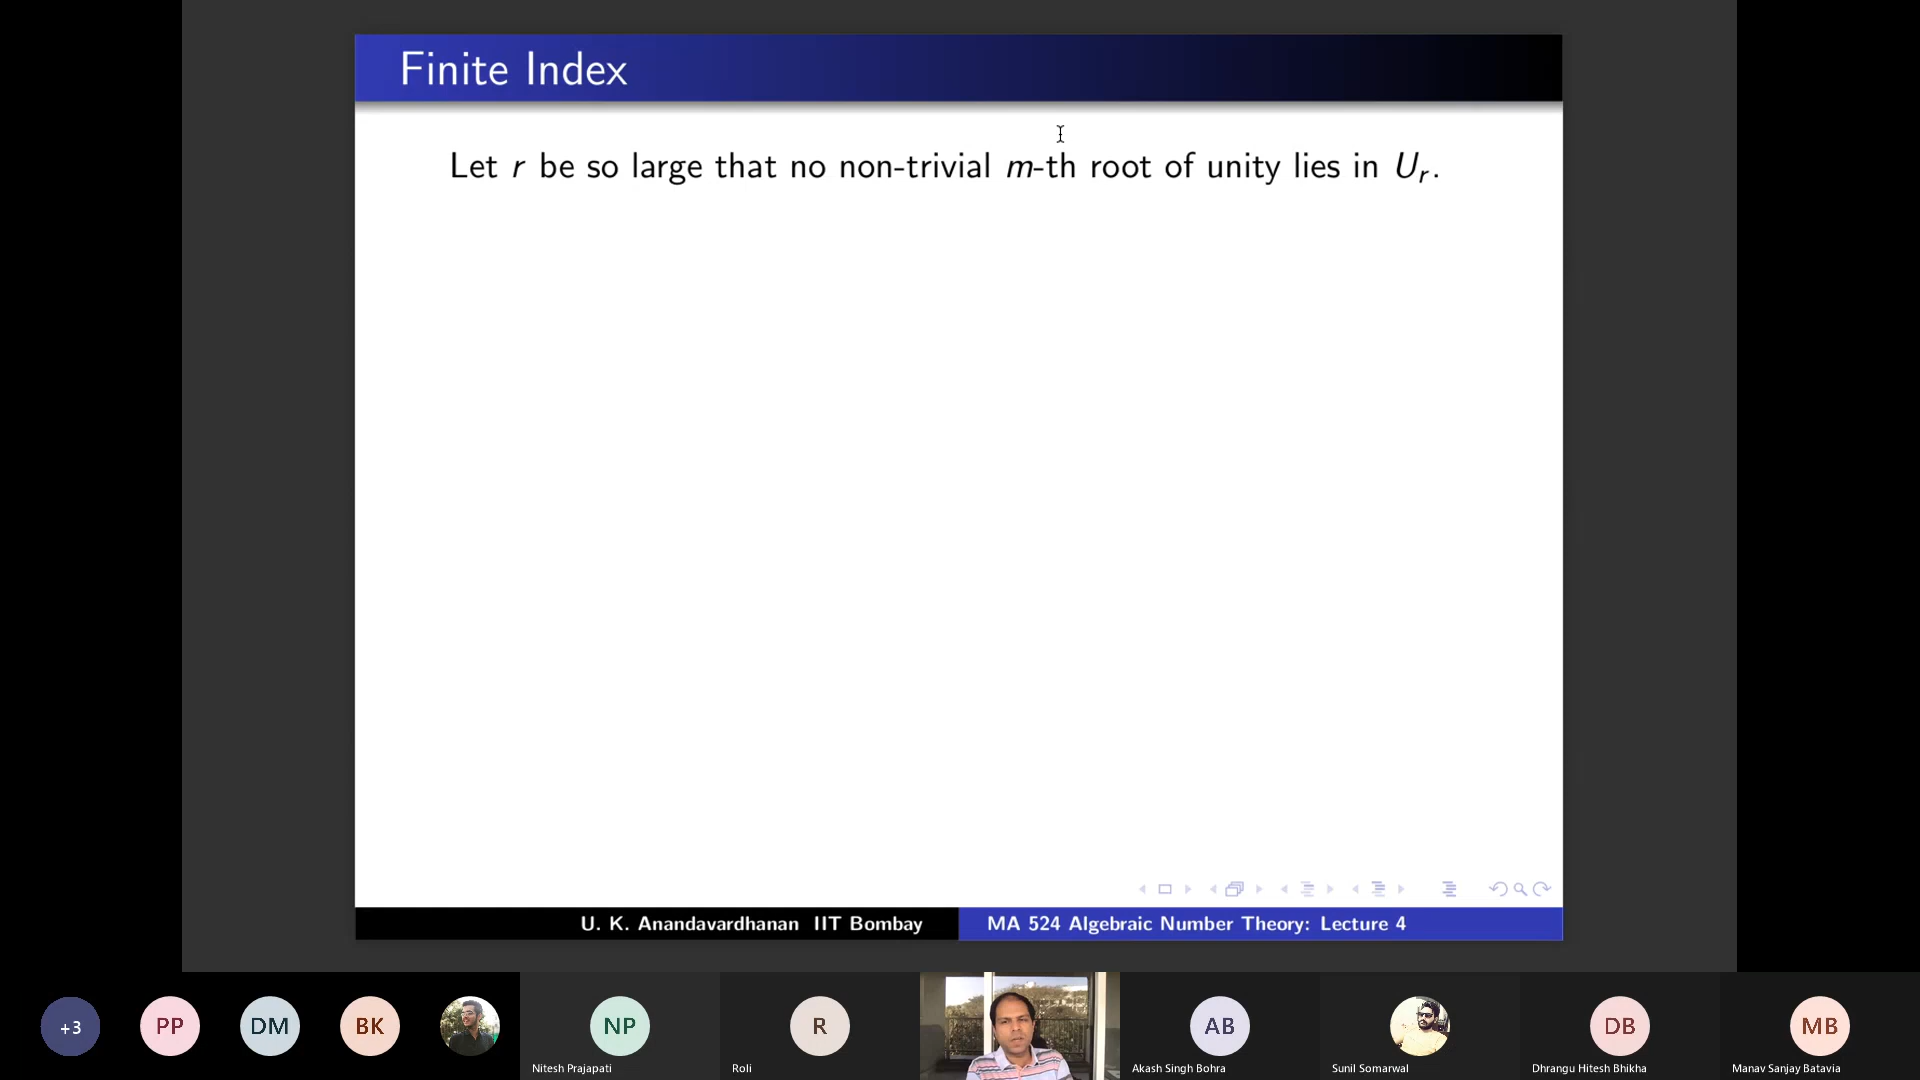 Finite Index
Let r be so large that no non-trivial m-th root of unity lies in Uᵣ.
U. K. Anandavardhanan IIT Bombay
MA 524 Algebraic Number Theory: Lecture 4
+3
PP
DM
BK
NP
R
AB
DB
MB
Nitesh Prajapati
Roli
Akash Singh Bohra
Sunil Somarwal
Dhrangu Hitesh Bhikha
Manav Sanjay Batavia